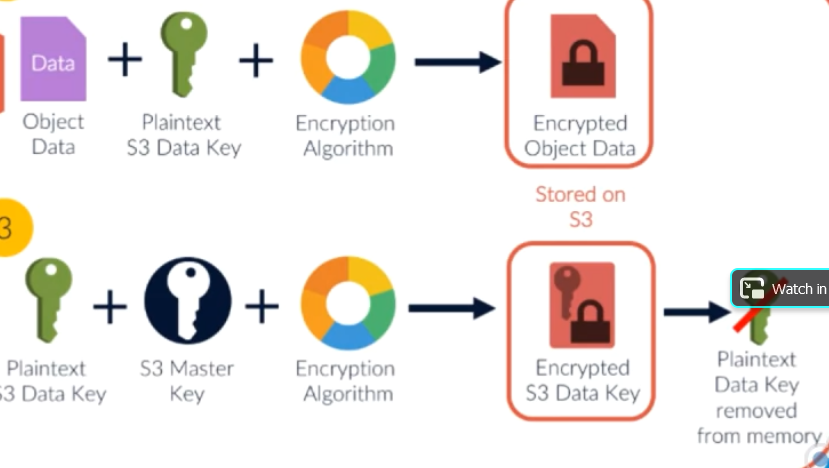 Data
Object
Data
Plaintext
S3 Data Key
Encryption
Algorithm
Encrypted
Object Data
Stored on
S3
3
Plaintext
S3 Data Key
S3 Master
Key
Encryption
Algorithm
Encrypted
S3 Data Key
Watch in
Plaintext
Data Key
removed
from memory